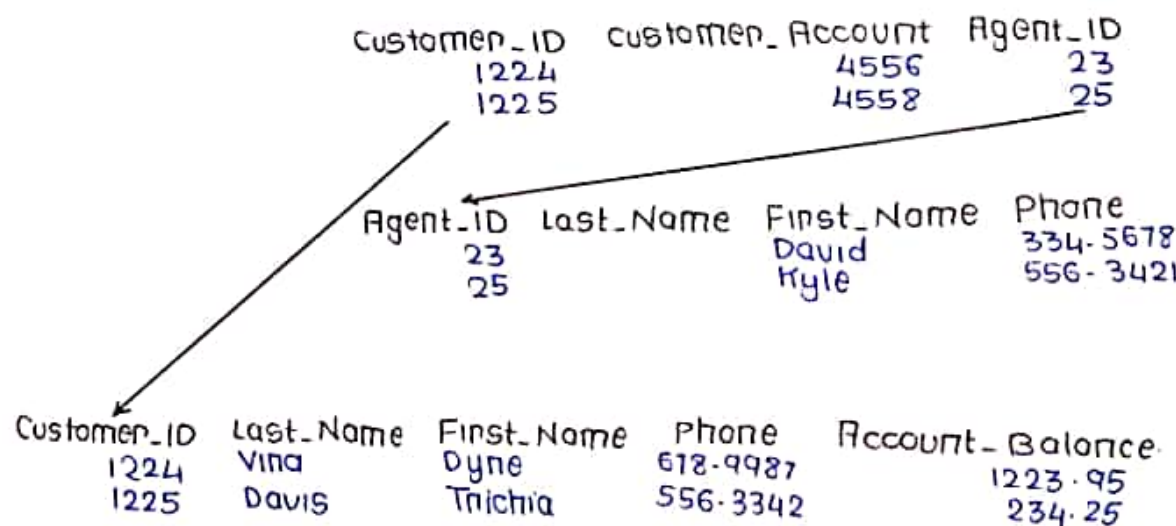 Customer_ID Customer_Account Agent_ID
1224 4556 23
1225 4558 25
Agent_ID Last_Name First_Name Phone
23 David 334-5678
25 Kyle 556-3421
Customer_ID Last_Name First_Name Phone Account_Balance
1224 Vina Dyne 678-9987
1223.95
1225 Davis Trichia 556-3342 234.25